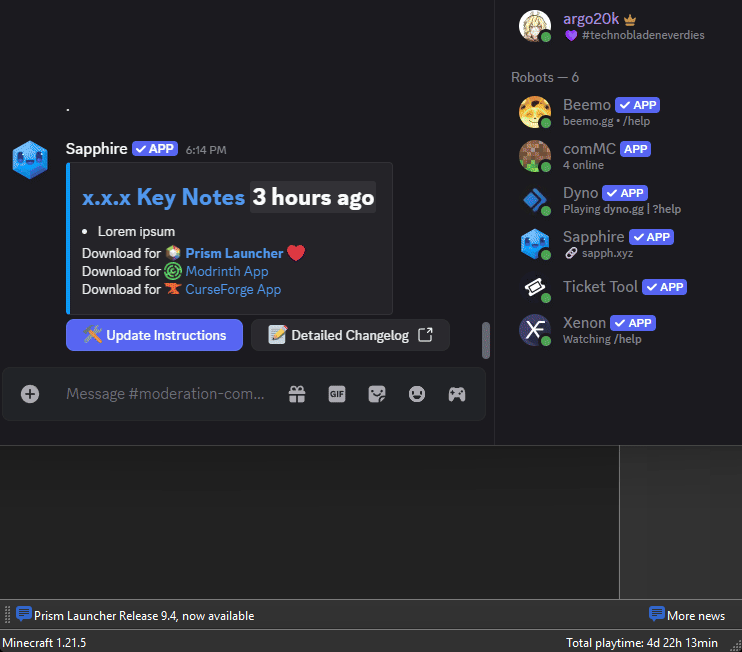 argo20k
#technobladeneverdies
Robots — 6
Beemo APP
beemo.gg • /help
comMC APP
4 online
Dyno APP
Playing dyno.gg | ?help
Sapphire APP
sapph.xyz
Ticket Tool APP
Xenon APP
Watching /help
.
Sapphire APP 6:14 PM
x.x.x Key Notes 3 hours ago
• Lorem ipsum
Download for Prism Launcher
Download for Modrinth App
Download for CurseForge App
Update Instructions
Detailed Changelog
Message #moderation-com...
GIF
Prism Launcher Release 9.4, now available
More news
Minecraft 1.21.5
Total playtime: 4d 22h 13min